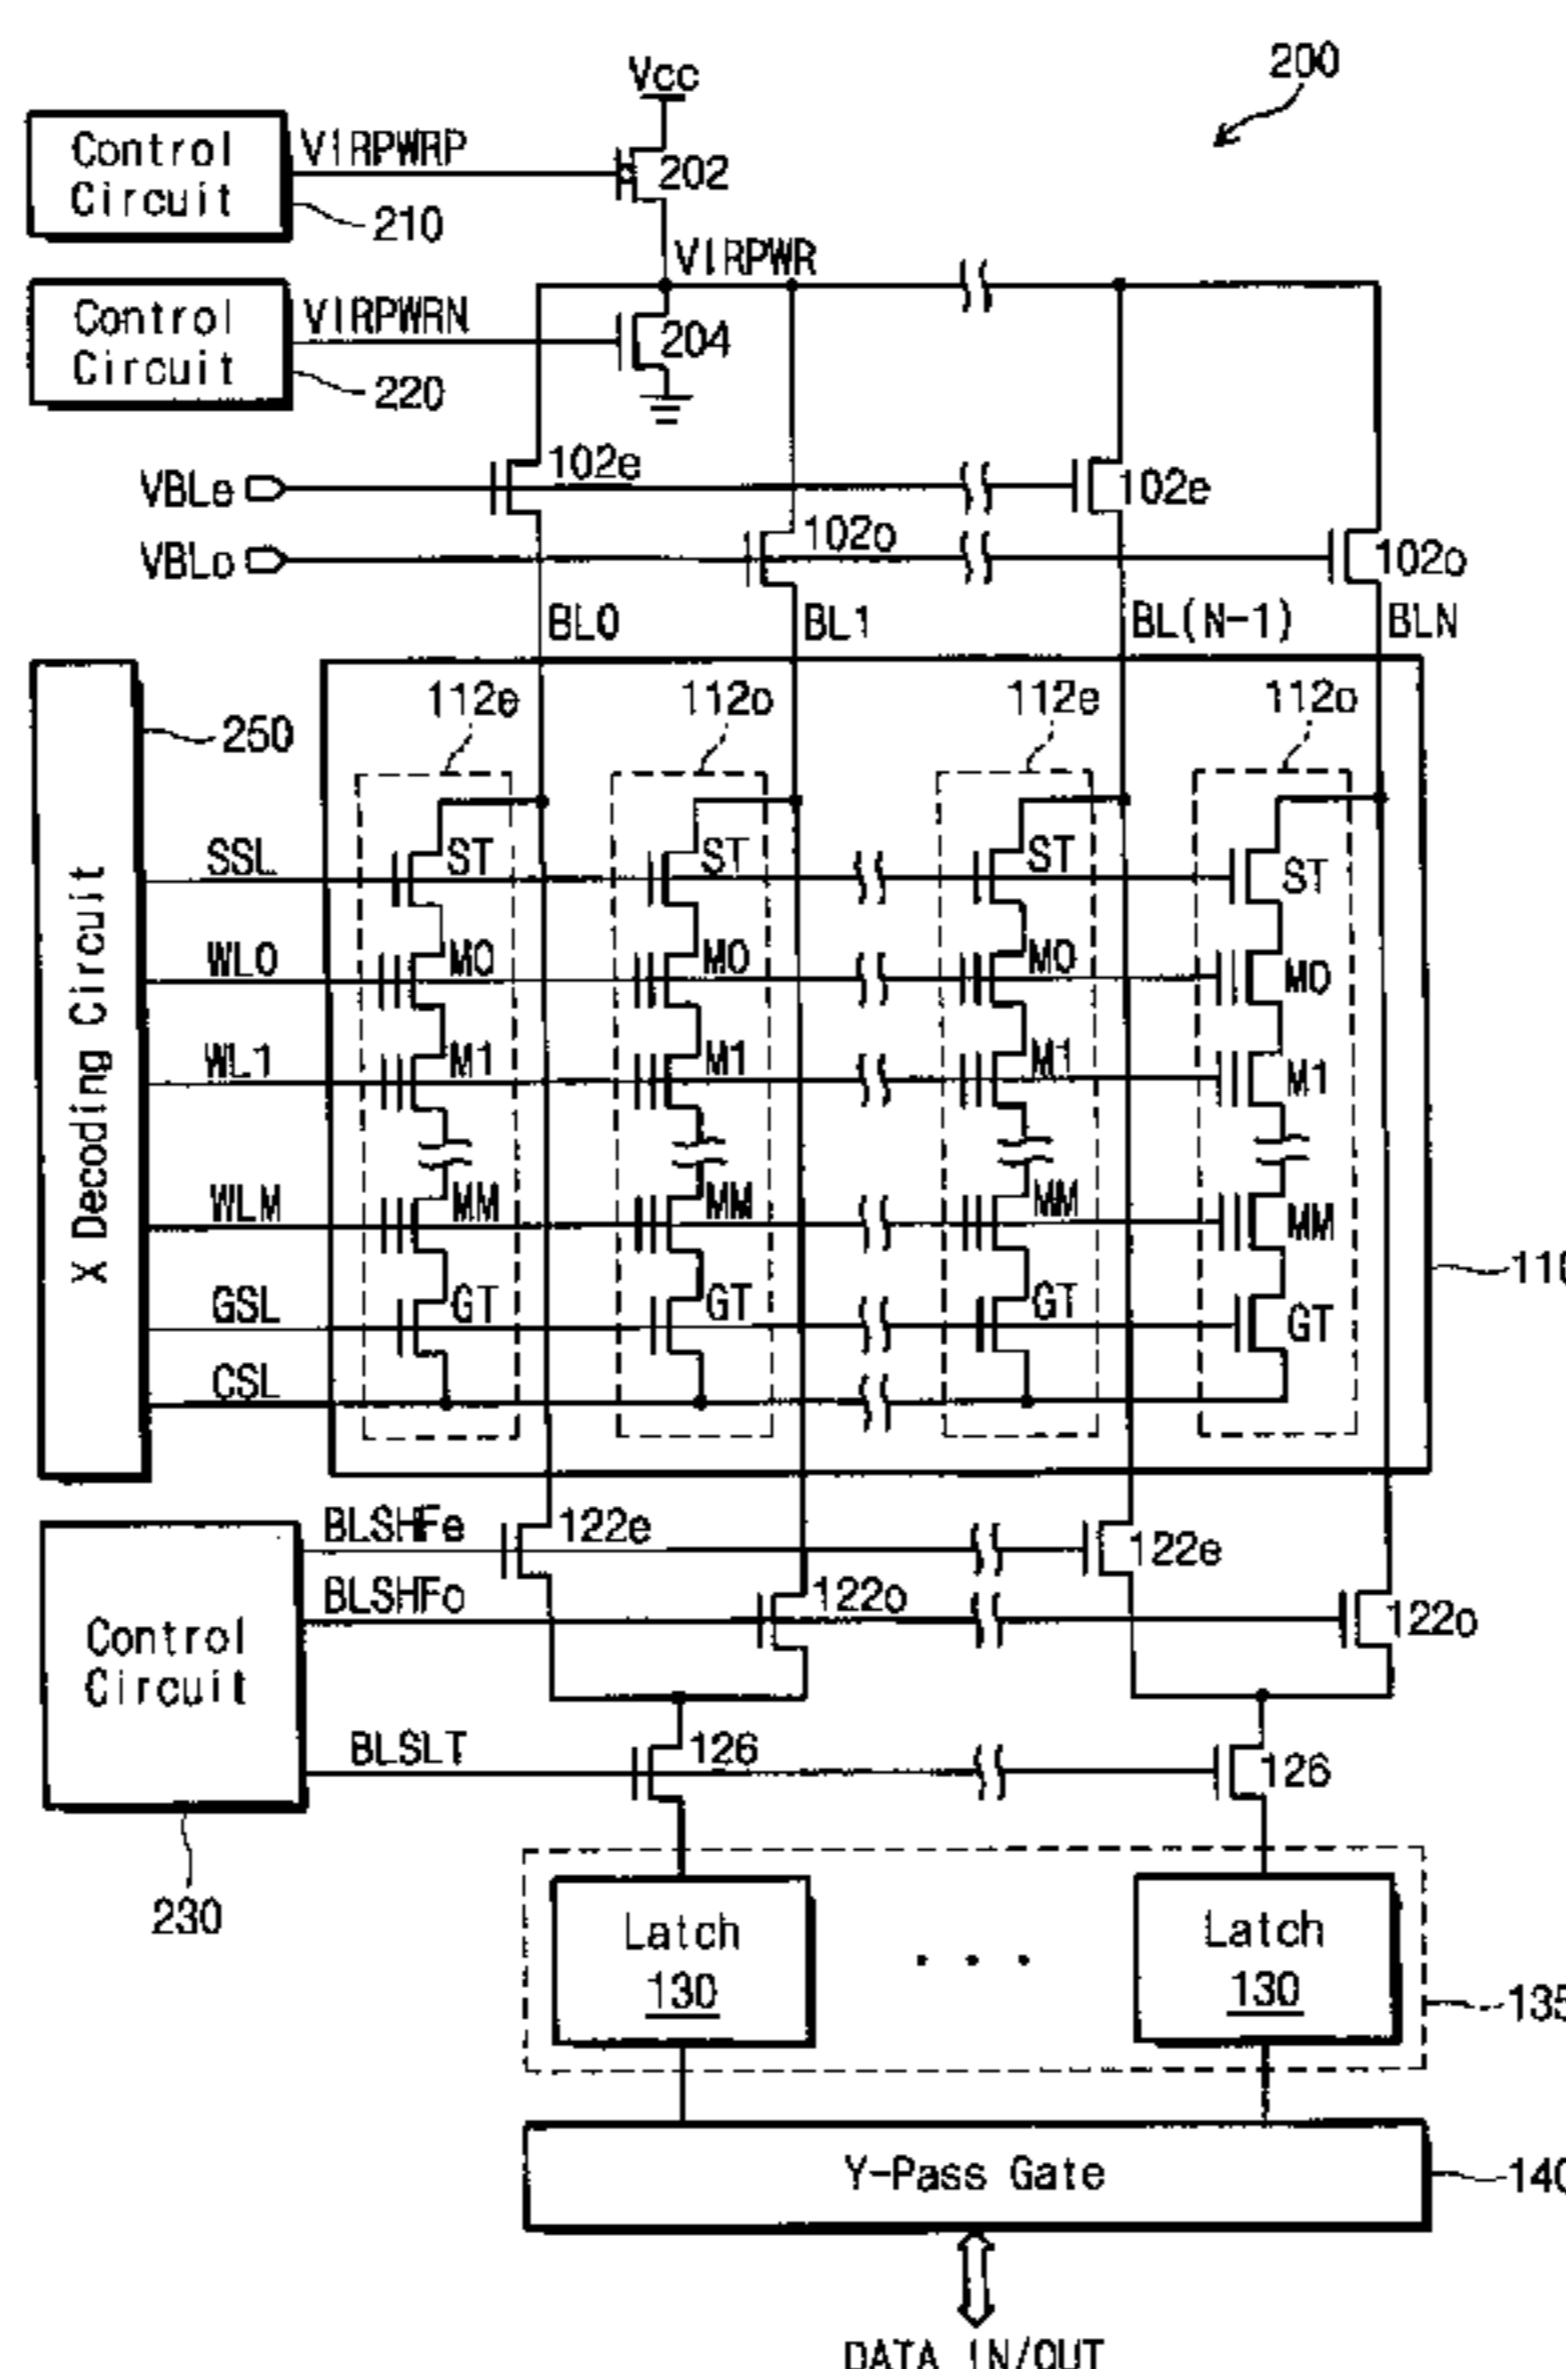 200
Vcc
Control
Circuit
VIRPWRP
202
210
VIRPWR
Control
Circuit
VIRPWRN
204
220
VBLe
102e
102e
VBLo
102o
102o
BL0
BL1
BL(N-1)
BLN
X Decoding Circuit
250
112e
112o
112e
112o
SSL
ST
ST
ST
ST
WL0
M0
M0
M0
M0
WL1
M1
M1
M1
M1
WLM
MM
MM
MM
MM
GSL
GT
GT
GT
GT
CSL
Control
Circuit
230
BLSHFe
122e
122e
BLSHFo
122o
122o
BLSLT
126
126
Latch
130
. . .
Latch
130
Y-Pass Gate
DATA IN/OUT